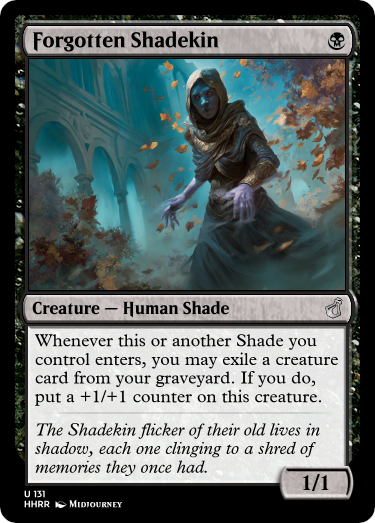 Forgotten Shadekin
Creature — Human Shade
Whenever this or another Shade you
control enters, you may exile a creature
card from your graveyard. If you do,
put a +1/+1 counter on this creature.
The Shadekin flicker of their old lives in
shadow, each one clinging to a shred of
memories they once had.
1/1
U 131
HHRR Midjourney